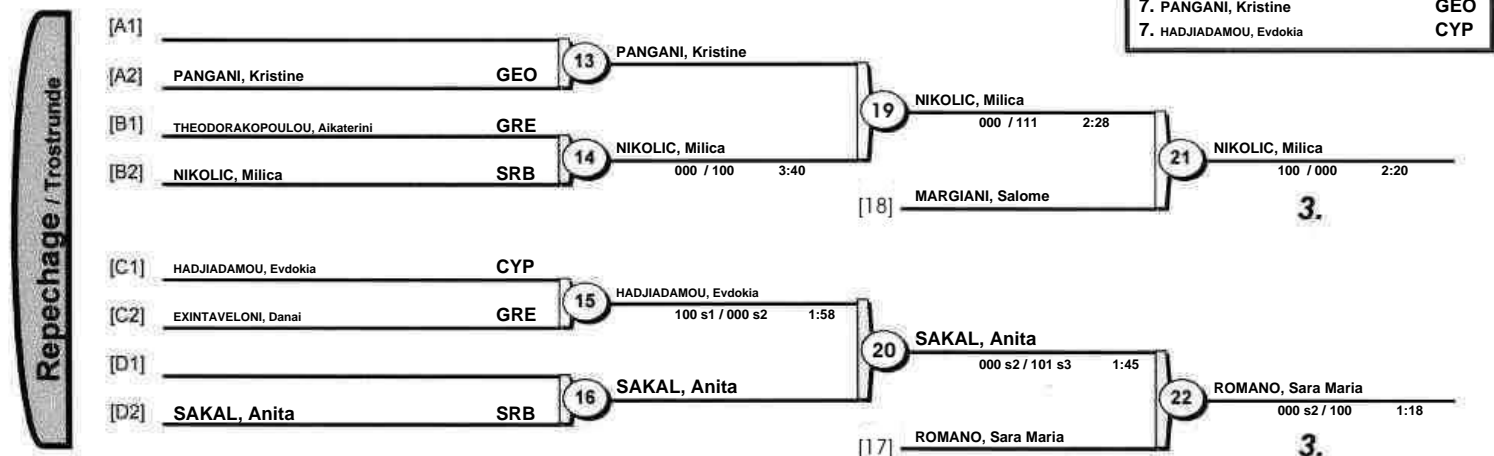 7. PANGANI, Kristine GEO
7. HADJIADAMOU, Evdokia CYP
Repechage / Trostrunde
[A1]
[A2] PANGANI, Kristine GEO
13 PANGANI, Kristine
[B1] THEODORAKOPOULOU, Aikaterini GRE
[B2] NIKOLIC, Milica SRB
14 NIKOLIC, Milica
000 / 100 3:40
19 NIKOLIC, Milica
000 / 111 2:28
[18] MARGIANI, Salome
21 NIKOLIC, Milica
100 / 000 2:20
3.
[C1] HADJIADAMOU, Evdokia CYP
[C2] EXINTAVELONI, Danai GRE
15 HADJIADAMOU, Evdokia
100 s1 / 000 s2 1:58
[D1]
[D2] SAKAL, Anita SRB
16 SAKAL, Anita
20 SAKAL, Anita
000 s2 / 101 s3 1:45
[17] ROMANO, Sara Maria
22 ROMANO, Sara Maria
000 s2 / 100 1:18
3.